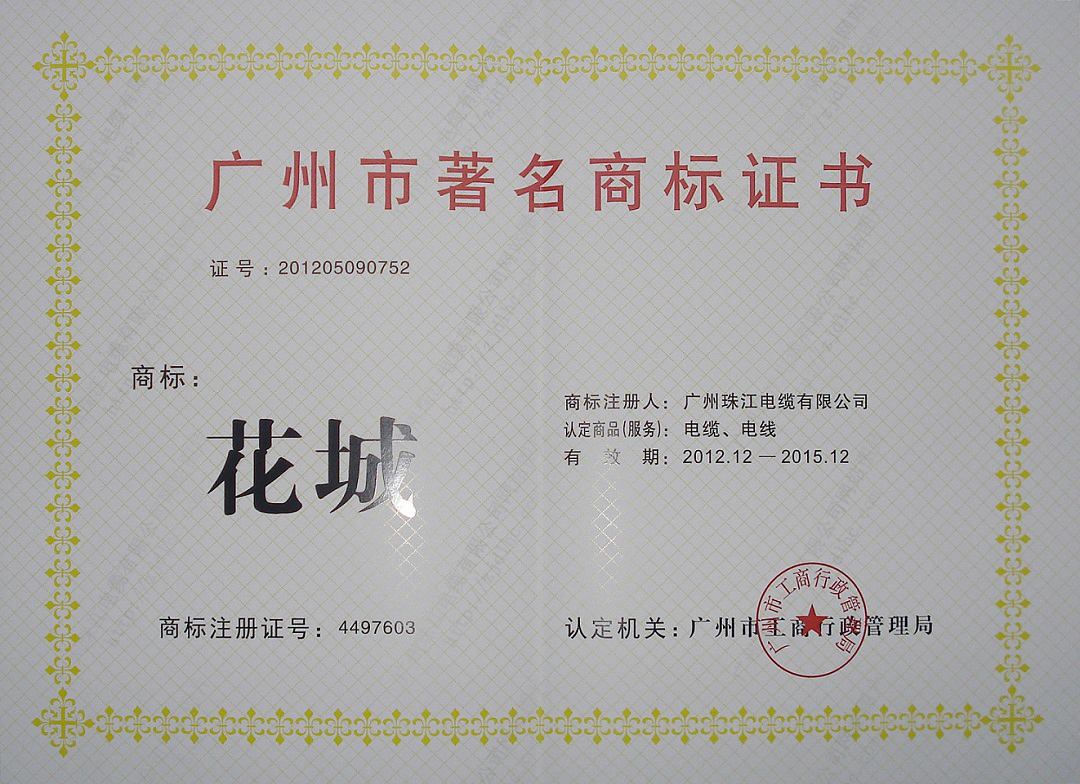 广州市著名商标证书
证号：201205090752
商标：
花城
商标注册人：广州珠江电缆有限公司
认定商品(服务)：电缆、电线
有效期：2012.12—2015.12
商标注册证号：4497603
认定机关：广州市工商行政管理局
广州市工商行政管理局